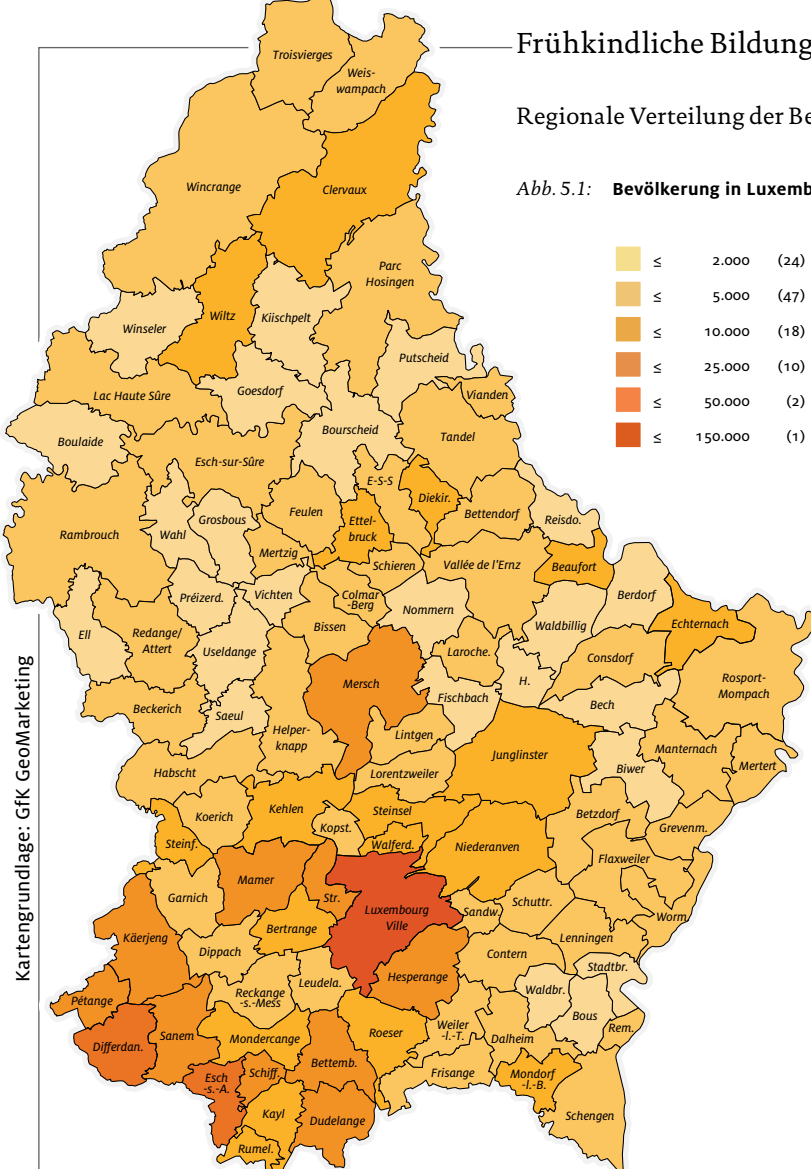 Frühkindliche Bildung
Regionale Verteilung der Be
Abb. 5.1: Bevölkerung in Luxemb
≤ 2.000 (24)
≤ 5.000 (47)
≤ 10.000 (18)
≤ 25.000 (10)
≤ 50.000 (2)
≤ 150.000 (1)
Troisvierges
Weis-
wampach
Wincrange
Clervaux
Parc
Hosingen
Winseler
Wiltz
Kiischpelt
Putscheid
Lac Haute Sûre
Goesdorf
Vianden
Boulaide
Bourscheid
Tandel
Esch-sur-Sûre
E-S-S
Diekir.
Rambrouch
Wahl
Grosbous
Feulen
Ettel-
bruck
Bettendorf
Reisdo.
Mertzig
Schieren
Vallée de l'Ernz
Beaufort
Préizerd.
Vichten
Colmar
-Berg
Nommern
Berdorf
Ell
Redange/
Attert
Useldange
Bissen
Waldbillig
Echternach
Laroche.
Consdorf
Mersch
H.
Rosport-
Mompach
Beckerich
Saeul
Fischbach
Bech
Helper-
knapp
Lintgen
Junglinster
Manternach
Habscht
Lorentzweiler
Biwer
Mertert
Koerich
Kehlen
Steinsel
Betzdorf
Kopst.
Grevenm.
Steinf.
Walferd.
Niederanven
Flaxweiler
Mamer
Garnich
Str.
Luxembourg
Ville
Sandw.
Schuttr.
Worm.
Käerjeng
Bertrange
Lenningen
Dippach
Contern
Stadtbr.
Hesperange
Leudela.
Waldbr.
Reckange
-s.-Mess
Pétange
Bous
Rem.
Differdan.
Sanem
Mondercange
Roeser
Weiler
-l.-T.
Dalheim
Bettemb.
Esch
-s.-A.
Schiff.
Frisange
Mondorf
-l.-B.
Kayl
Dudelange
Schengen
Rumel.
Kartengrundlage: GfK GeoMarketing